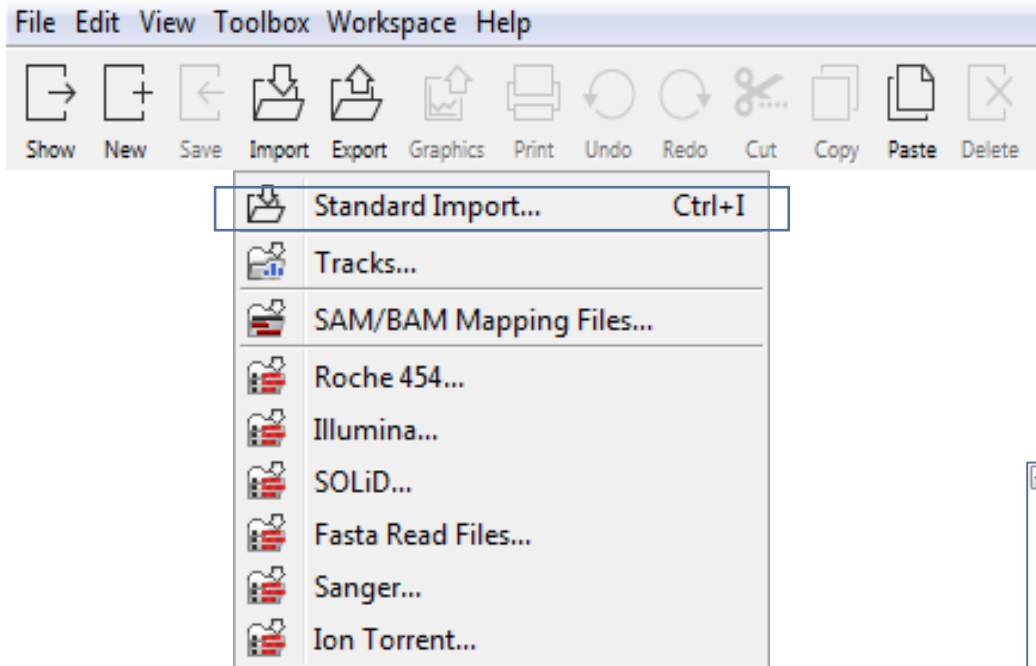 File Edit View Toolbox Workspace Help
Show New Save Import Export Graphics Print Undo Redo Cut Copy Paste Delete
Standard Import... Ctrl+I
Tracks...
SAM/BAM Mapping Files...
Roche 454...
Illumina...
SOLiD...
Fasta Read Files...
Sanger...
Ion Torrent...